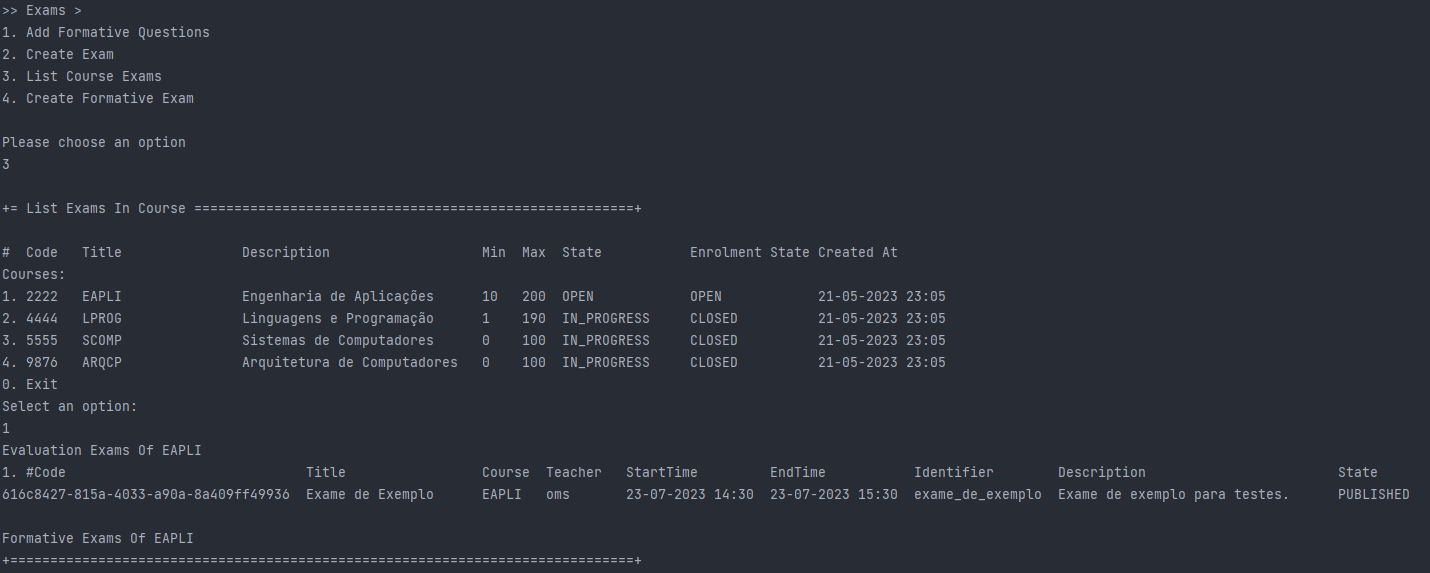 >> Exams >
1. Add Formative Questions
2. Create Exam
3. List Course Exams
4. Create Formative Exam
Please choose an option
3
+= List Exams In Course =======================================================+
#  Code   Title               Description                   Min  Max  State           Enrolment State Created At
Courses:
1. 2222   EAPLI               Engenharia de Aplicações      10   200  OPEN            OPEN            21-05-2023 23:05
2. 4444   LPROG               Linguagens e Programação      1    190  IN_PROGRESS     CLOSED          21-05-2023 23:05
3. 5555   SCOMP               Sistemas de Computadores      0    100  IN_PROGRESS     CLOSED          21-05-2023 23:05
4. 9876   ARQCP               Arquitetura de Computadores   0    100  IN_PROGRESS     CLOSED          21-05-2023 23:05
0. Exit
Select an option:
1
Evaluation Exams Of EAPLI
1. #Code                              Title                 Course  Teacher   StartTime         EndTime           Identifier        Description                        State
616c8427-815a-4033-a90a-8a409ff49936  Exame de Exemplo      EAPLI   oms       23-07-2023 14:30  23-07-2023 15:30  exame_de_exemplo  Exame de exemplo para testes.      PUBLISHED
Formative Exams Of EAPLI
+==============================================================================+